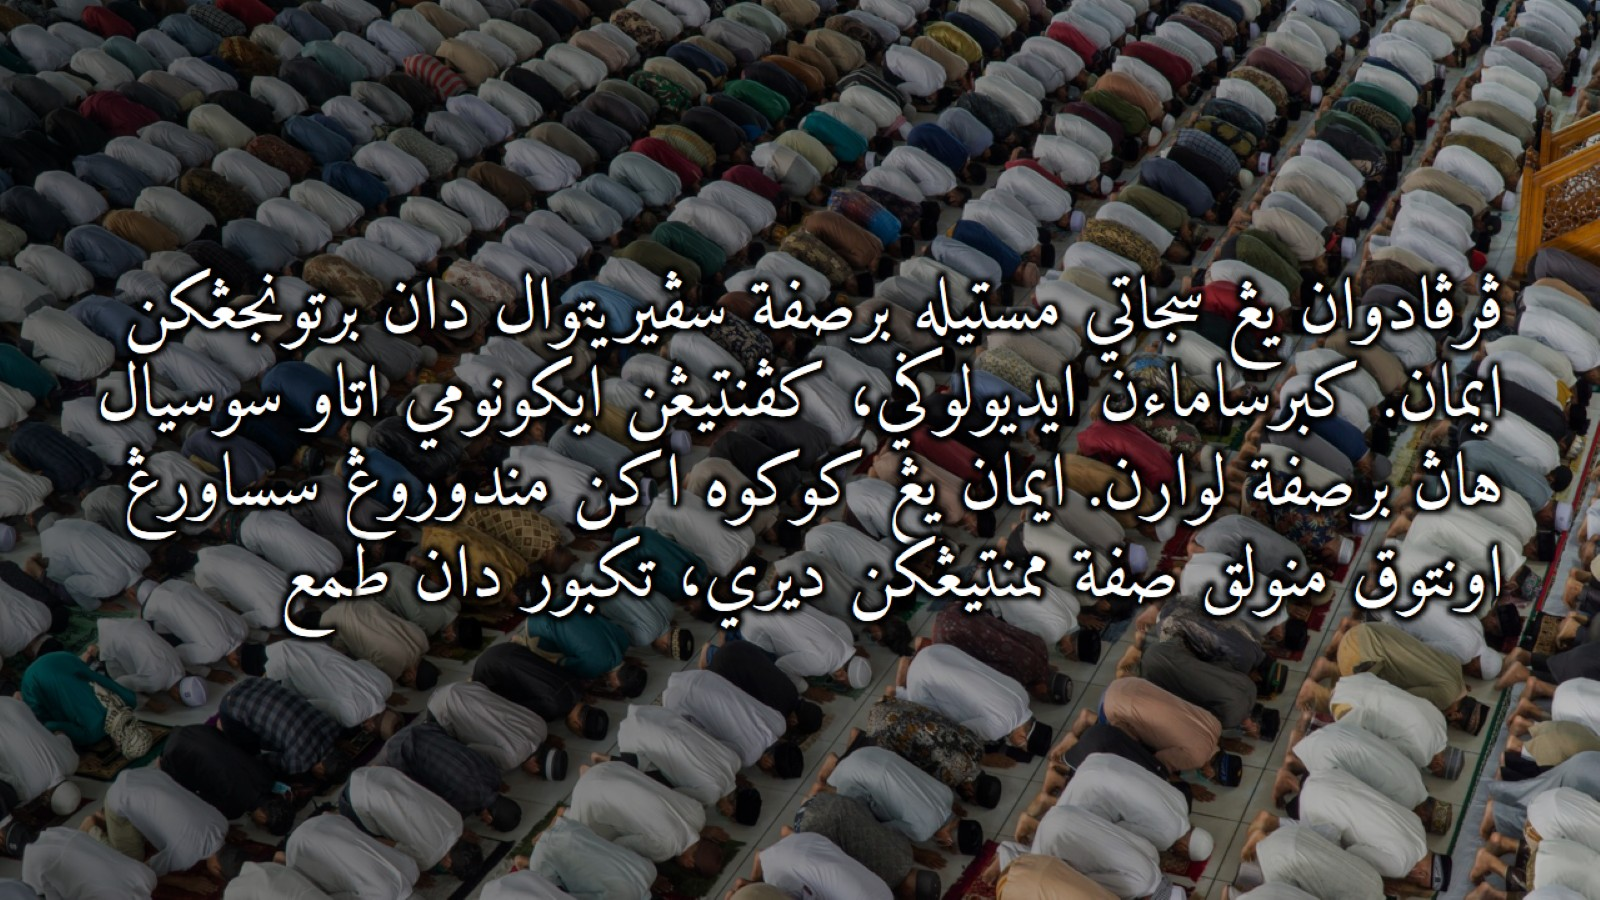 ڤرڤادوان يڠ سجاتي مستيله برصفة سڤيريتوال دان برتونجڠكن
ايمان. كبرساماءن ايديولوݢي، كڤنتيڠن ايكونومي اتاو سوسيال
هاڽ برصفة لوارن. ايمان يڠ كوكوه اكن مندوروڠ سساورڠ
اونتوق منولق صفة ممنتيڠكن ديري، تكبور دان طمع